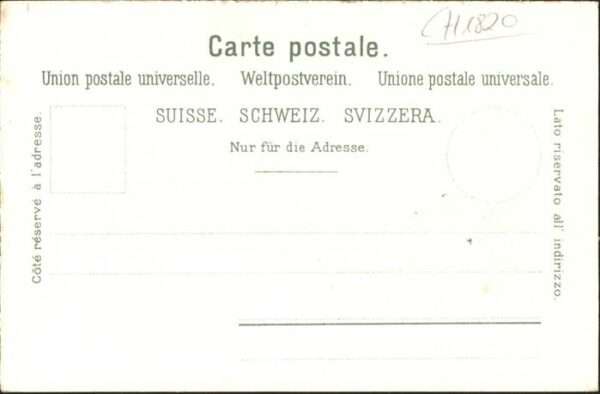 H1820
Carte postale.
Union postale universelle. Weltpostverein. Unione postale universale.
SUISSE. SCHWEIZ. SVIZZERA.
Nur für die Adresse.
Côté réservé à l'adresse.
Lato riservato all' indirizzo.